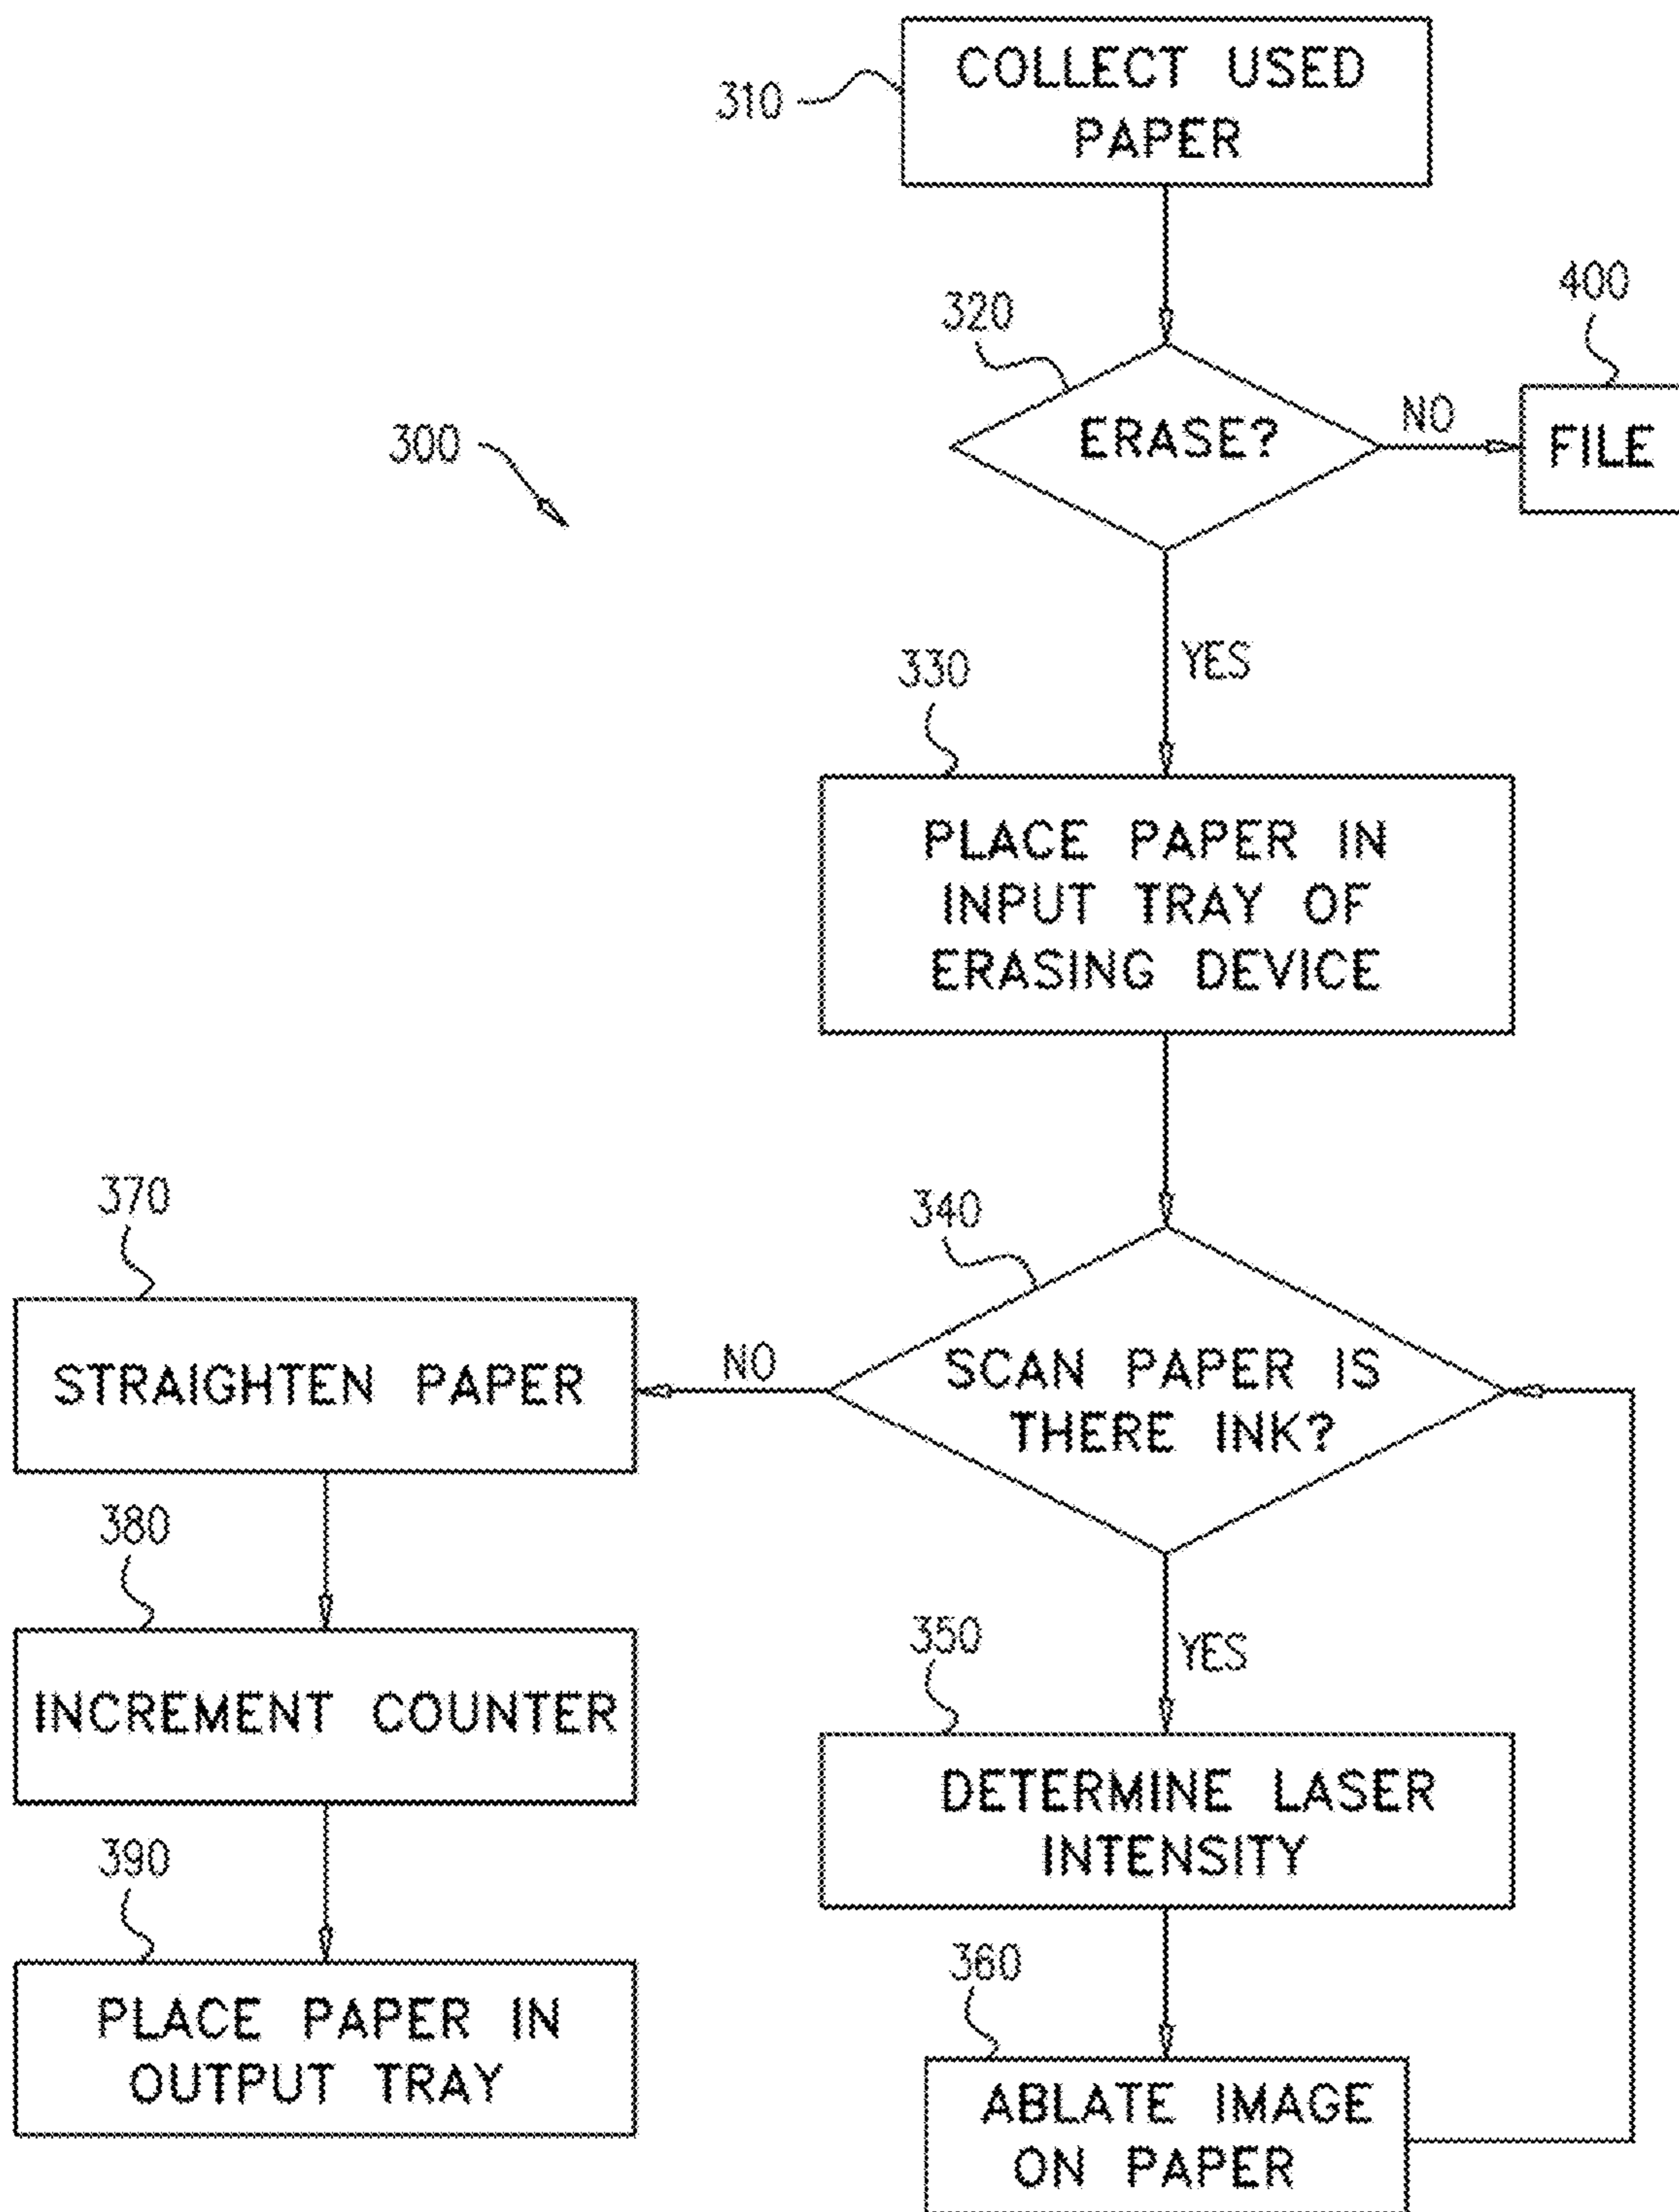 310
COLLECT USED
PAPER
320
400
ERASE?
NO
FILE
300
YES
330
PLACE PAPER IN
INPUT TRAY OF
ERASING DEVICE
370
340
STRAIGHTEN PAPER
NO
SCAN PAPER IS
THERE INK?
380
350
YES
INCREMENT COUNTER
DETERMINE LASER
INTENSITY
390
360
PLACE PAPER IN
OUTPUT TRAY
ABLATE IMAGE
ON PAPER